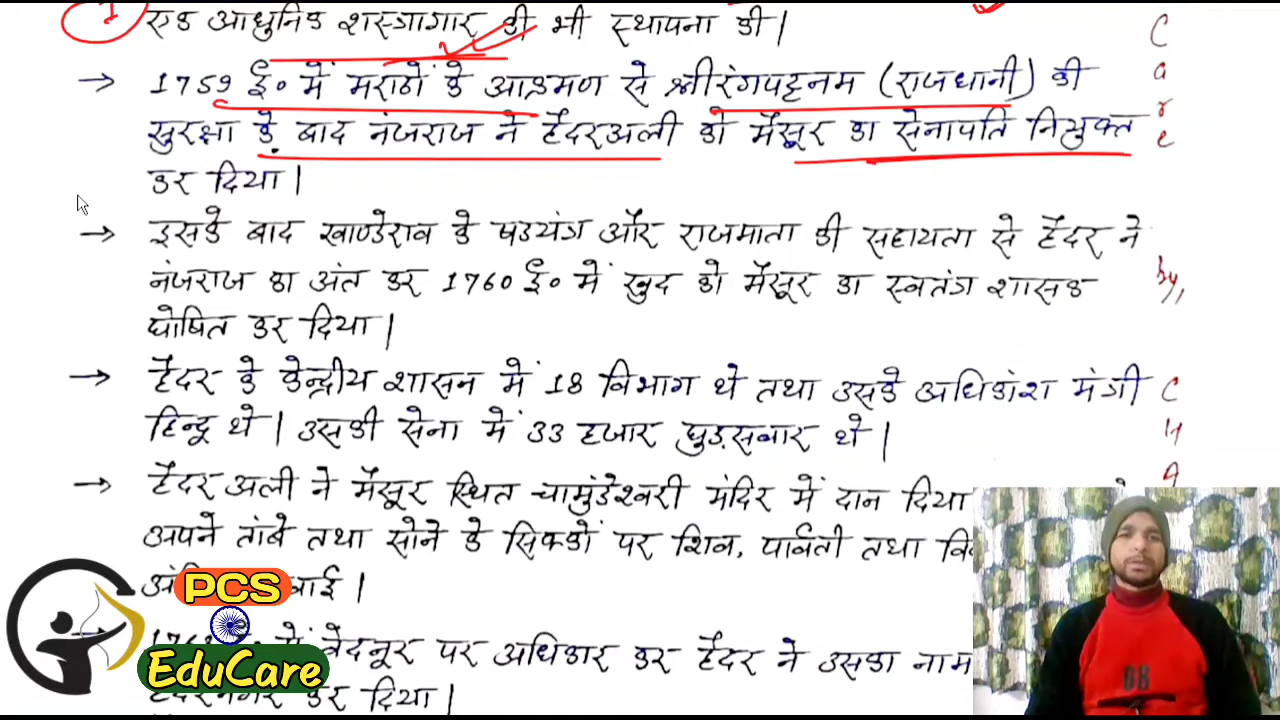 एक आधुनिक शस्त्रागार की भी स्थापना की।
→ 1759 ई० में मराठों के आक्रमण से श्रीरंगपट्टनम (राजधानी) की
सुरक्षा के बाद नंजराज ने हैदरअली को मैसूर का सेनापति नियुक्त
कर दिया।
→ इसके बाद खाण्डेराव के षडयंत्र और राजमाता की सहायता से हैदर ने
नंजराज का अंत कर 1760 ई० में खुद को मैसूर का स्वतंत्र शासक
घोषित कर दिया।
→ हैदर के केन्द्रीय शासन में 18 विभाग थे तथा उसके अधिकांश मंत्री
हिन्दू थे। उसकी सेना में 33 हजार घुड़सवार थे।
→ हैदर अली ने मैसूर स्थित चामुंडेश्वरी मंदिर में दान दिया
अपने तांबे तथा सोने के सिक्कों पर शिव, पार्वती तथा
में वेदनूर पर अधिकार कर हैदर ने उसका नाम
कर दिया।
Care
by,
PCS
EduCare